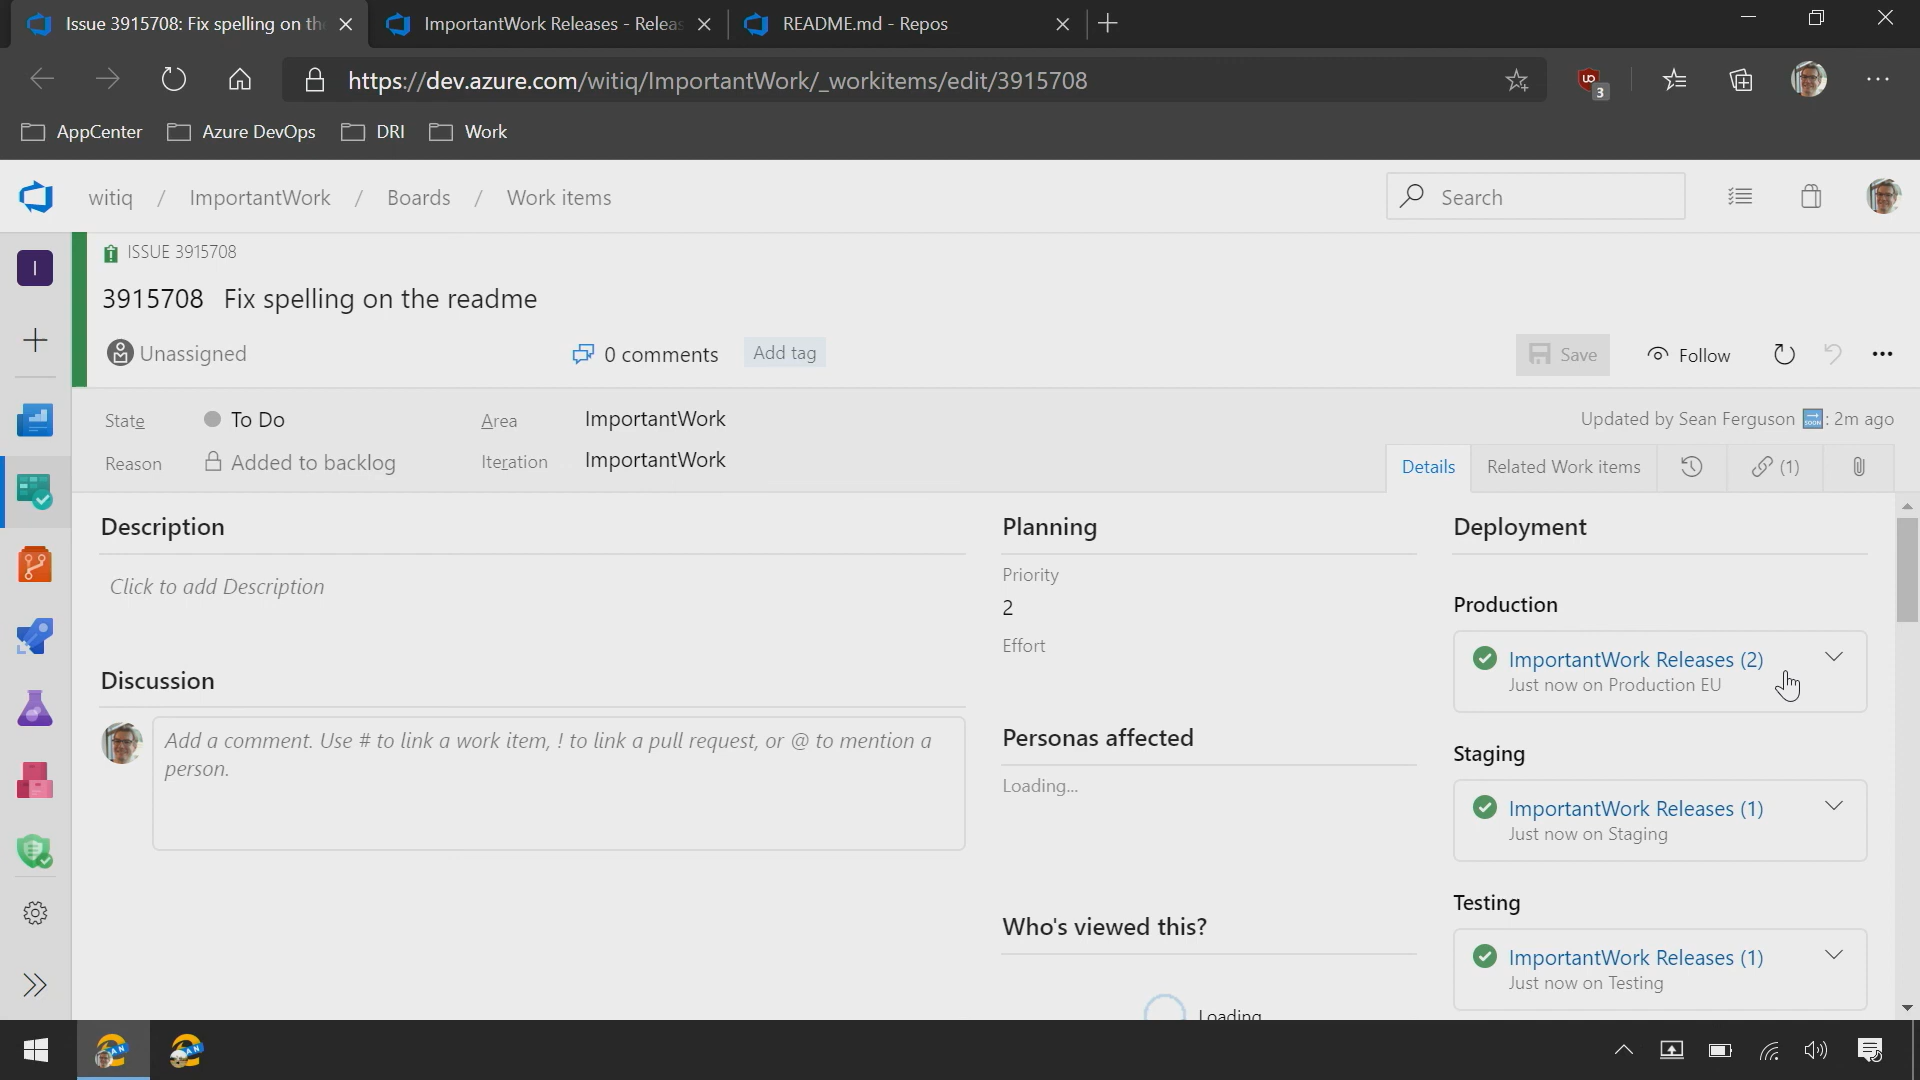 Issue 3915708: Fix spelling on th
ImportantWork Releases - Releas
README.md - Repos
https://dev.azure.com/witiq/ImportantWork/_workitems/edit/3915708
3
AppCenter
Azure DevOps
DRI
Work
witiq / ImportantWork / Boards / Work items
Search
I
ISSUE 3915708
3915708 Fix spelling on the readme
Unassigned
0 comments
Add tag
Save
Follow
State
To Do
Area
ImportantWork
Updated by Sean Ferguson 🔜: 2m ago
Reason
Added to backlog
Iteration
ImportantWork
Details
Related Work items
(1)
Description
Click to add Description
Discussion
Add a comment. Use # to link a work item, ! to link a pull request, or @ to mention a
person.
Planning
Priority
2
Effort
Personas affected
Loading...
Who's viewed this?
Loading
Deployment
Production
ImportantWork Releases (2)
Just now on Production EU
Staging
ImportantWork Releases (1)
Just now on Staging
Testing
ImportantWork Releases (1)
Just now on Testing